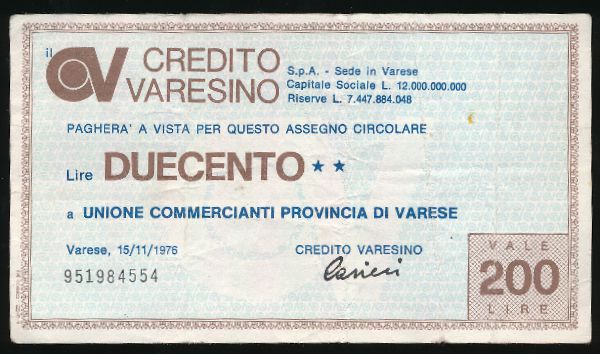 il CV CREDITO
VARESINO
S.p.A. - Sede in Varese
Capitale Sociale L. 12.000.000.000
Riserve L. 7.447.884.048
PAGHERA' A VISTA PER QUESTO ASSEGNO CIRCOLARE
Lire DUECENTO **
a UNIONE COMMERCIANTI PROVINCIA DI VARESE
Varese, 15/11/1976
CREDITO VARESINO
951984554
VALE
200
LIRE